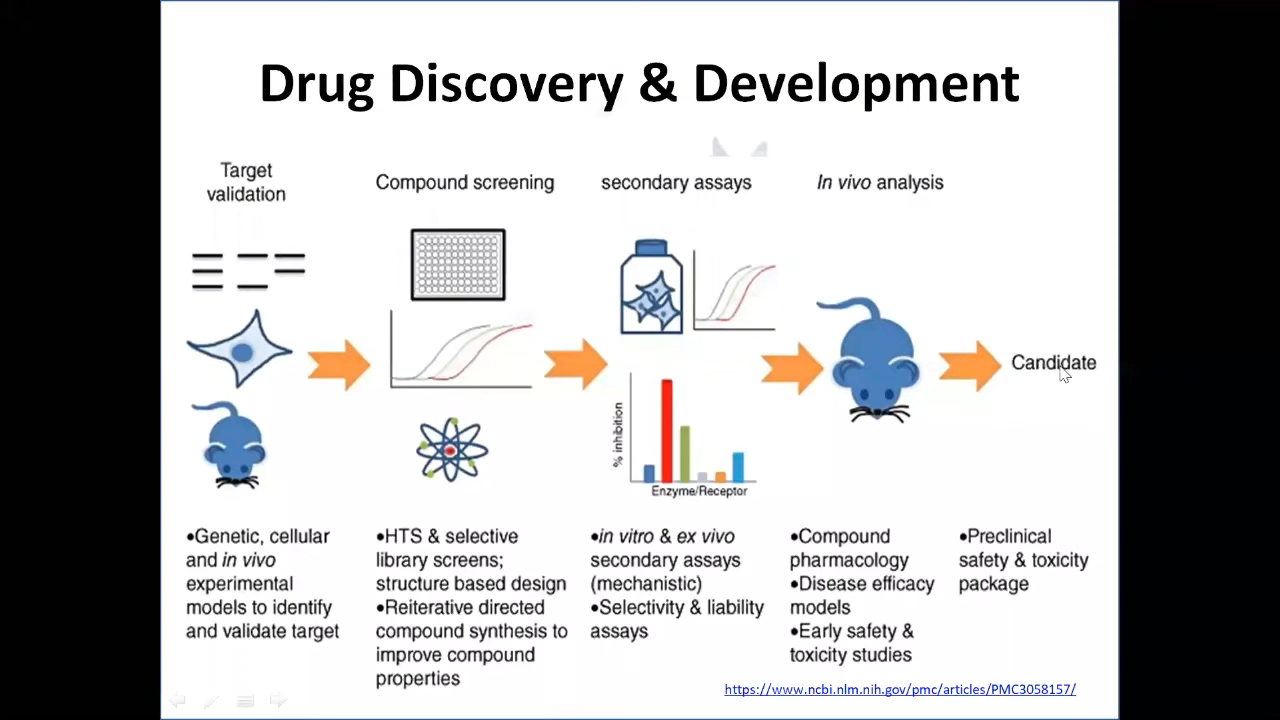 Drug Discovery & Development
Target
validation
Compound screening
secondary assays
In vivo analysis
Candidate
% inhibition
Enzyme/Receptor
•Genetic, cellular
and in vivo
experimental
models to identify
and validate target
•HTS & selective
library screens;
structure based design
•Reiterative directed
compound synthesis to
improve compound
properties
•in vitro & ex vivo
secondary assays
(mechanistic)
•Selectivity & liability
assays
•Compound
pharmacology
•Disease efficacy
models
•Early safety &
toxicity studies
•Preclinical
safety & toxicity
package
https://www.ncbi.nlm.nih.gov/pmc/articles/PMC3058157/